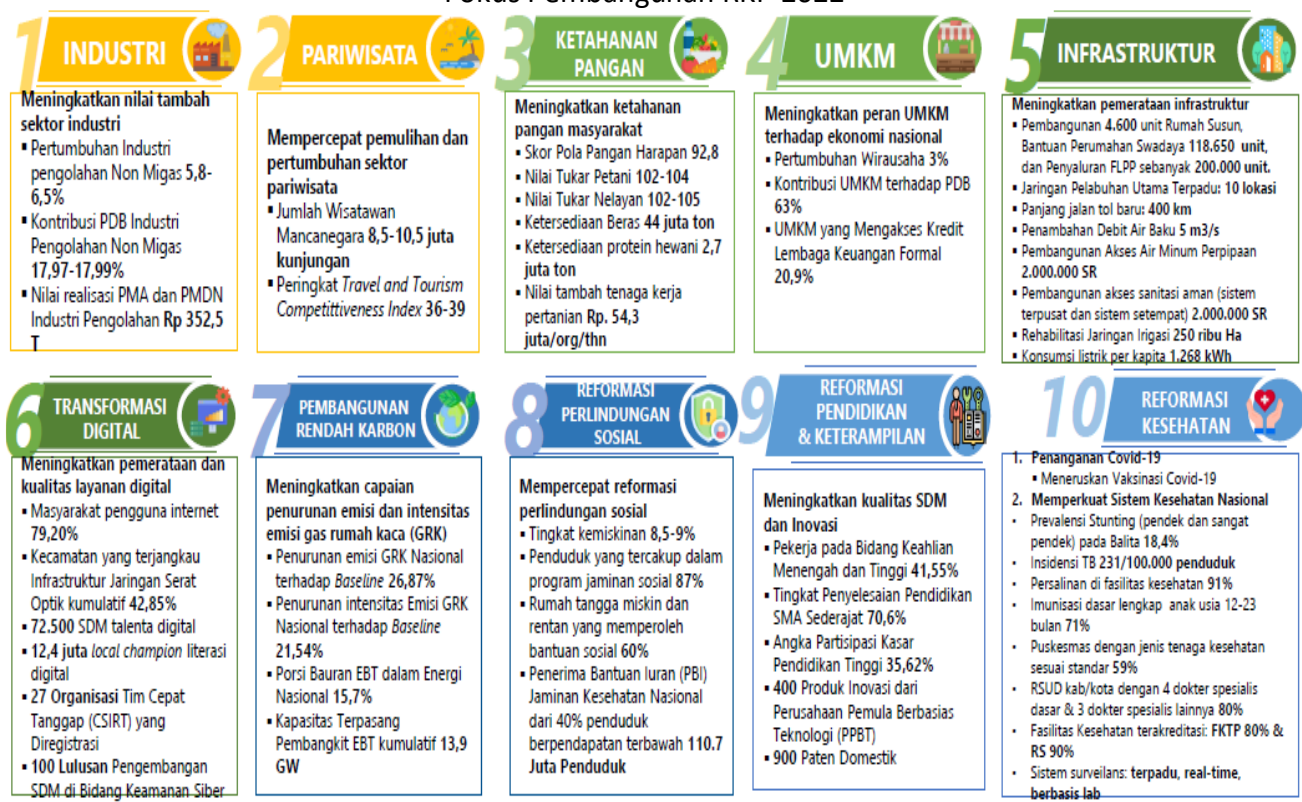 Fokus Pembangunan RKP 2022
1 INDUSTRI
Meningkatkan nilai tambah
sektor industri
▪ Pertumbuhan Industri
pengolahan Non Migas 5,8-
6,5%
▪ Kontribusi PDB Industri
Pengolahan Non Migas
17,97-17,99%
▪ Nilai realisasi PMA dan PMDN
Industri Pengolahan Rp 352,5
T
2 PARIWISATA
Mempercepat pemulihan dan
pertumbuhan sektor
pariwisata
▪ Jumlah Wisatawan
Mancanegara 8,5-10,5 juta
kunjungan
▪ Peringkat Travel and Tourism
Competittiveness Index 36-39
3 KETAHANAN
PANGAN
Meningkatkan ketahanan
pangan masyarakat
▪ Skor Pola Pangan Harapan 92,8
▪ Nilai Tukar Petani 102-104
▪ Nilai Tukar Nelayan 102-105
▪ Ketersediaan Beras 44 juta ton
▪ Ketersediaan protein hewani 2,7
juta ton
▪ Nilai tambah tenaga kerja
pertanian Rp. 54,3
juta/org/thn
4 UMKM
Meningkatkan peran UMKM
terhadap ekonomi nasional
▪ Pertumbuhan Wirausaha 3%
▪ Kontribusi UMKM terhadap PDB
63%
▪ UMKM yang Mengakses Kredit
Lembaga Keuangan Formal
20,9%
5 INFRASTRUKTUR
Meningkatkan pemerataan infrastruktur
▪ Pembangunan 4.600 unit Rumah Susun,
Bantuan Perumahan Swadaya 118.650 unit,
dan Penyaluran FLPP sebanyak 200.000 unit.
▪ Jaringan Pelabuhan Utama Terpadu: 10 lokasi
▪ Panjang jalan tol baru: 400 km
▪ Penambahan Debit Air Baku 5 m3/s
▪ Pembangunan Akses Air Minum Perpipaan
2.000.000 SR
▪ Pembangunan akses sanitasi aman (sistem
terpusat dan sistem setempat) 2.000.000 SR
▪ Rehabilitasi Jaringan Irigasi 250 ribu Ha
▪ Konsumsi listrik per kapita 1.268 kWh
6 TRANSFORMASI
DIGITAL
Meningkatkan pemerataan dan
kualitas layanan digital
▪ Masyarakat pengguna internet
79,20%
▪ Kecamatan yang terjangkau
Infrastruktur Jaringan Serat
Optik kumulatif 42,85%
▪ 72.500 SDM talenta digital
▪ 12,4 juta local champion literasi
digital
▪ 27 Organisasi Tim Cepat
Tanggap (CSIRT) yang
Diregistrasi
▪ 100 Lulusan Pengembangan
SDM di Bidang Keamanan Siber
7 PEMBANGUNAN
RENDAH KARBON
Meningkatkan capaian
penurunan emisi dan intensitas
emisi gas rumah kaca (GRK)
▪ Penurunan emisi GRK Nasional
terhadap Baseline 26,87%
▪ Penurunan intensitas Emisi GRK
Nasional terhadap Baseline
21,54%
▪ Porsi Bauran EBT dalam Energi
Nasional 15,7%
▪ Kapasitas Terpasang
Pembangkit EBT kumulatif 13,9
GW
8 REFORMASI
PERLINDUNGAN
SOSIAL
Mempercepat reformasi
perlindungan sosial
▪ Tingkat kemiskinan 8,5-9%
▪ Penduduk yang tercakup dalam
program jaminan sosial 87%
▪ Rumah tangga miskin dan
rentan yang memperoleh
bantuan sosial 60%
▪ Penerima Bantuan Iuran (PBI)
Jaminan Kesehatan Nasional
dari 40% penduduk
berpendapatan terbawah 110.7
Juta Penduduk
9 REFORMASI
PENDIDIKAN
& KETERAMPILAN
Meningkatkan kualitas SDM
dan Inovasi
▪ Pekerja pada Bidang Keahlian
Menengah dan Tinggi 41,55%
▪ Tingkat Penyelesaian Pendidikan
SMA Sederajat 70,6%
▪ Angka Partisipasi Kasar
Pendidikan Tinggi 35,62%
▪ 400 Produk Inovasi dari
Perusahaan Pemula Berbasias
Teknologi (PPBT)
▪ 900 Paten Domestik
10 REFORMASI
KESEHATAN
1. Penanganan Covid-19
▪ Meneruskan Vaksinasi Covid-19
2. Memperkuat Sistem Kesehatan Nasional
• Prevalensi Stunting (pendek dan sangat
pendek) pada Balita 18,4%
• Insidensi TB 231/100.000 penduduk
• Persalinan di fasilitas kesehatan 91%
• Imunisasi dasar lengkap anak usia 12-23
bulan 71%
• Puskesmas dengan jenis tenaga kesehatan
sesuai standar 59%
• RSUD kab/kota dengan 4 dokter spesialis
dasar & 3 dokter spesialis lainnya 80%
• Fasilitas Kesehatan terakreditasi: FKTP 80% &
RS 90%
• Sistem surveilans: terpadu, real-time,
berbasis lab